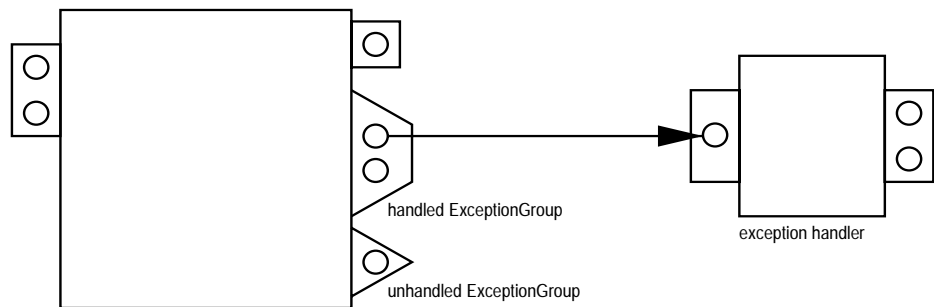 handled ExceptionGroup
exception handler
unhandled ExceptionGroup